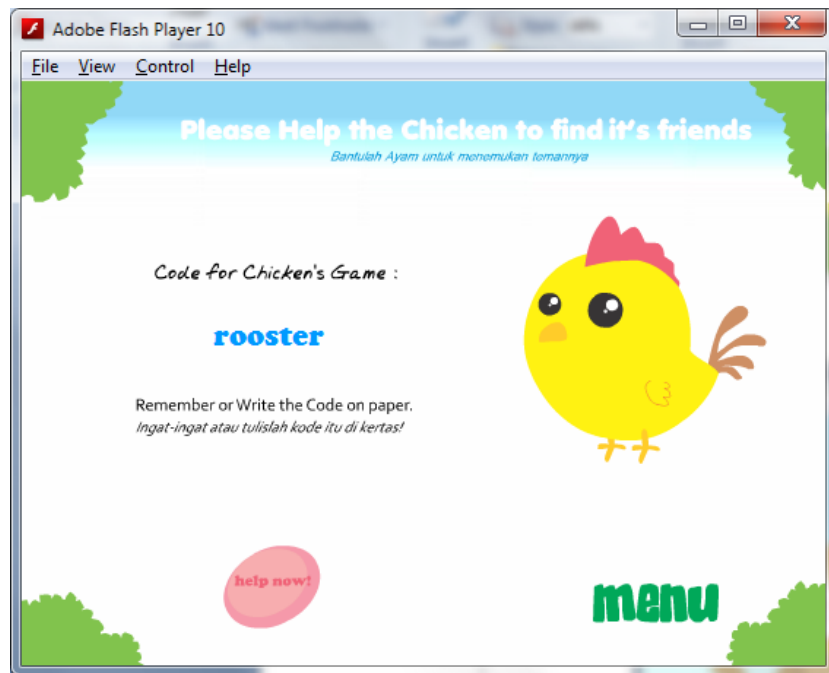 Adobe Flash Player 10
File View Control Help
Please Help the Chicken to find it's friends
Bantulah Ayam untuk menemukan temannya
Code for Chicken's Game :
rooster
Remember or Write the Code on paper.
Ingat-ingat atau tulislah kode itu di kertas!
help now!
menu